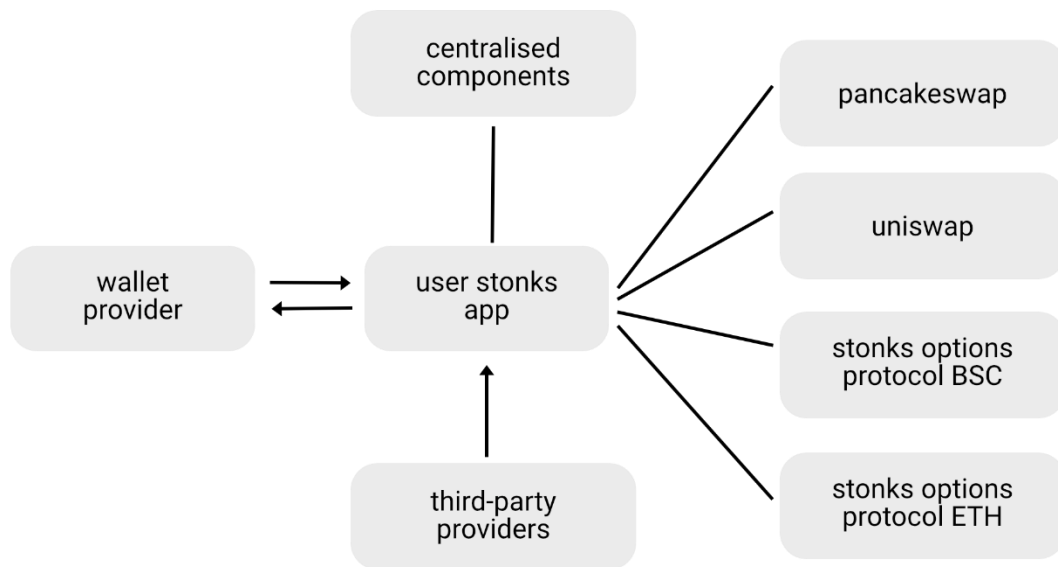 centralised
components
pancakeswap
uniswap
wallet
provider
user stonks
app
stonks options
protocol BSC
third-party
providers
stonks options
protocol ETH